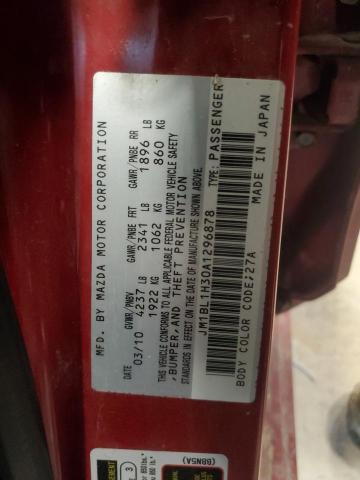 MFD. BY MAZDA MOTOR CORPORATION
DATE GVWR/PNBV GAWR/PNBE FRT GAWR/PNBE RR
03/10 4237 LB 2341 LB 1896 LB
1922 KG 1062 KG 860 KG
THIS VEHICLE CONFORMS TO ALL APPLICABLE FEDERAL MOTOR VEHICLE SAFETY
, BUMPER, AND THEFT PREVENTION
STANDARDS IN EFFECT ON THE DATE OF MANUFACTURE SHOWN ABOVE.
JM1BL1H30A1296878 TYPE: PASSENGER
BODY COLOR CODE: 27A MADE IN JAPAN
(BBN5A)
3